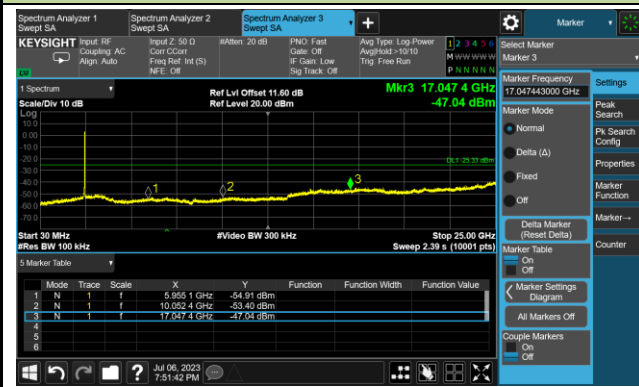 Spectrum Analyzer 1
Swept SA
Spectrum Analyzer 2
Swept SA
Spectrum Analyzer 3
Swept SA
Marker
KEYSIGHT
Input: RF
Coupling: AC
Align: Auto
Input Z: 50 Ω
Corr CCorr
Freq Ref: Int (S)
NFE: Off
#Atten: 20 dB
PNO: Fast
Gate: Off
IF Gain: Low
Sig Track: Off
Avg Type: Log-Power
Avg|Hold:>10/10
Trig: Free Run
1 2 3 4 5 6
M W W W W W
P N N N N N
LVI
1 Spectrum
Scale/Div 10 dB
Ref Lvl Offset 11.60 dB
Ref Level 20.00 dBm
Mkr3 17.047 4 GHz
-47.04 dBm
Log
10.0
0.00
-10.0
-20.0
-30.0
-40.0
-50.0
-60.0
-70.0
DL1 -25.31 dBm
1
2
3
Start 30 MHz
#Res BW 100 kHz
#Video BW 300 kHz
Stop 25.00 GHz
Sweep 2.39 s (10001 pts)
5 Marker Table
Mode Trace Scale X Y Function Function Width Function Value
1 N 1 f 5.955 1 GHz -54.91 dBm
2 N 1 f 10.052 4 GHz -53.40 dBm
3 N 1 f 17.047 4 GHz -47.04 dBm
4
5
6
Jul 06, 2023
7:51:42 PM
Select Marker
Marker 3
Marker Frequency
17.047443000 GHz
Marker Mode
Normal
Delta (Δ)
Fixed
Off
Delta Marker
(Reset Delta)
Marker Table
On
Off
Marker Settings
Diagram
All Markers Off
Couple Markers
On
Off
Settings
Peak
Search
Pk Search
Config
Properties
Marker
Function
Marker→
Counter